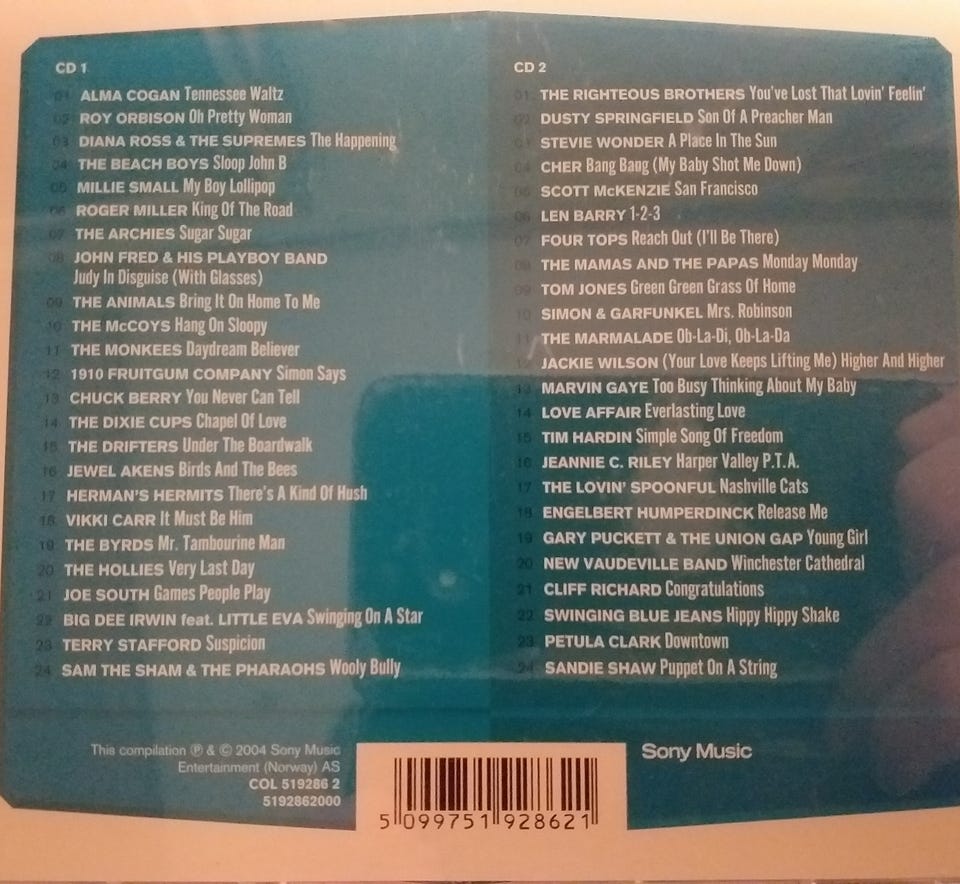 CD 1
01 ALMA COGAN Tennessee Waltz
02 ROY ORBISON Oh Pretty Woman
03 DIANA ROSS & THE SUPREMES The Happening
04 THE BEACH BOYS Sloop John B
05 MILLIE SMALL My Boy Lollipop
06 ROGER MILLER King Of The Road
07 THE ARCHIES Sugar Sugar
08 JOHN FRED & HIS PLAYBOY BAND
Judy In Disguise (With Glasses)
09 THE ANIMALS Bring It On Home To Me
10 THE McCOYS Hang On Sloopy
11 THE MONKEES Daydream Believer
12 1910 FRUITGUM COMPANY Simon Says
13 CHUCK BERRY You Never Can Tell
14 THE DIXIE CUPS Chapel Of Love
15 THE DRIFTERS Under The Boardwalk
16 JEWEL AKENS Birds And The Bees
17 HERMAN'S HERMITS There's A Kind Of Hush
18 VIKKI CARR It Must Be Him
19 THE BYRDS Mr. Tambourine Man
20 THE HOLLIES Very Last Day
21 JOE SOUTH Games People Play
22 BIG DEE IRWIN feat. LITTLE EVA Swinging On A Star
23 TERRY STAFFORD Suspicion
24 SAM THE SHAM & THE PHARAOHS Wooly Bully
CD 2
01 THE RIGHTEOUS BROTHERS You've Lost That Lovin' Feelin'
02 DUSTY SPRINGFIELD Son Of A Preacher Man
03 STEVIE WONDER A Place In The Sun
04 CHER Bang Bang (My Baby Shot Me Down)
05 SCOTT McKENZIE San Francisco
06 LEN BARRY 1-2-3
07 FOUR TOPS Reach Out (I'll Be There)
08 THE MAMAS AND THE PAPAS Monday Monday
09 TOM JONES Green Green Grass Of Home
10 SIMON & GARFUNKEL Mrs. Robinson
11 THE MARMALADE Ob-La-Di, Ob-La-Da
12 JACKIE WILSON (Your Love Keeps Lifting Me) Higher And Higher
13 MARVIN GAYE Too Busy Thinking About My Baby
14 LOVE AFFAIR Everlasting Love
15 TIM HARDIN Simple Song Of Freedom
16 JEANNIE C. RILEY Harper Valley P.T.A.
17 THE LOVIN' SPOONFUL Nashville Cats
18 ENGELBERT HUMPERDINCK Release Me
19 GARY PUCKETT & THE UNION GAP Young Girl
20 NEW VAUDEVILLE BAND Winchester Cathedral
21 CLIFF RICHARD Congratulations
22 SWINGING BLUE JEANS Hippy Hippy Shake
23 PETULA CLARK Downtown
24 SANDIE SHAW Puppet On A String
This compilation ℗ & © 2004 Sony Music
Entertainment (Norway) AS
COL 519286 2
5192862000
5 099751 928621
Sony Music